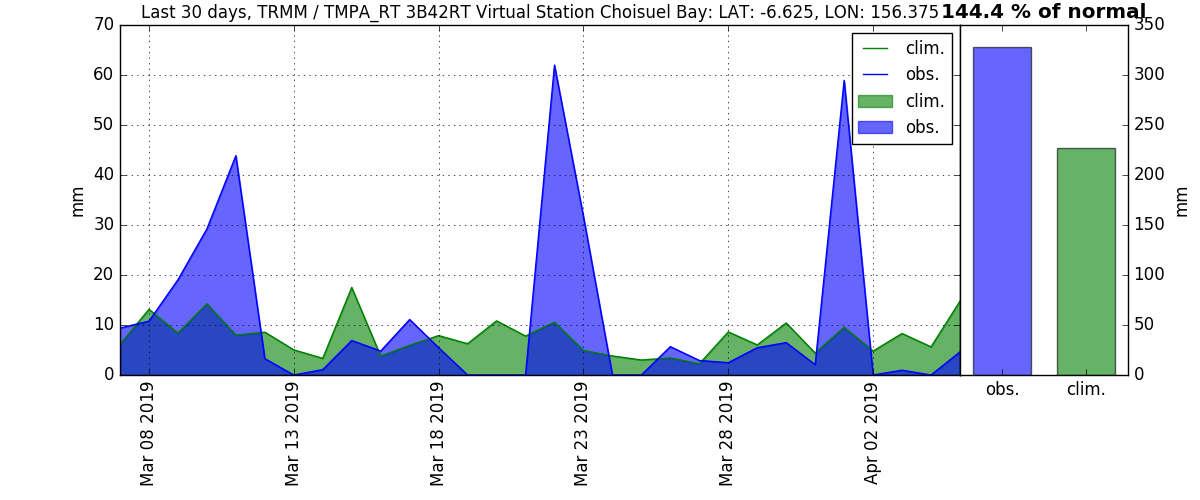 Last 30 days, TRMM / TMPA_RT 3B42RT Virtual Station Choisuel Bay: LAT: -6.625, LON: 156.375
144.4 % of normal
70
60
50
40
30
20
10
0
mm
clim.
obs.
clim.
obs.
Mar 08 2019
Mar 13 2019
Mar 18 2019
Mar 23 2019
Mar 28 2019
Apr 02 2019
350
300
250
200
150
100
50
0
mm
obs.
clim.